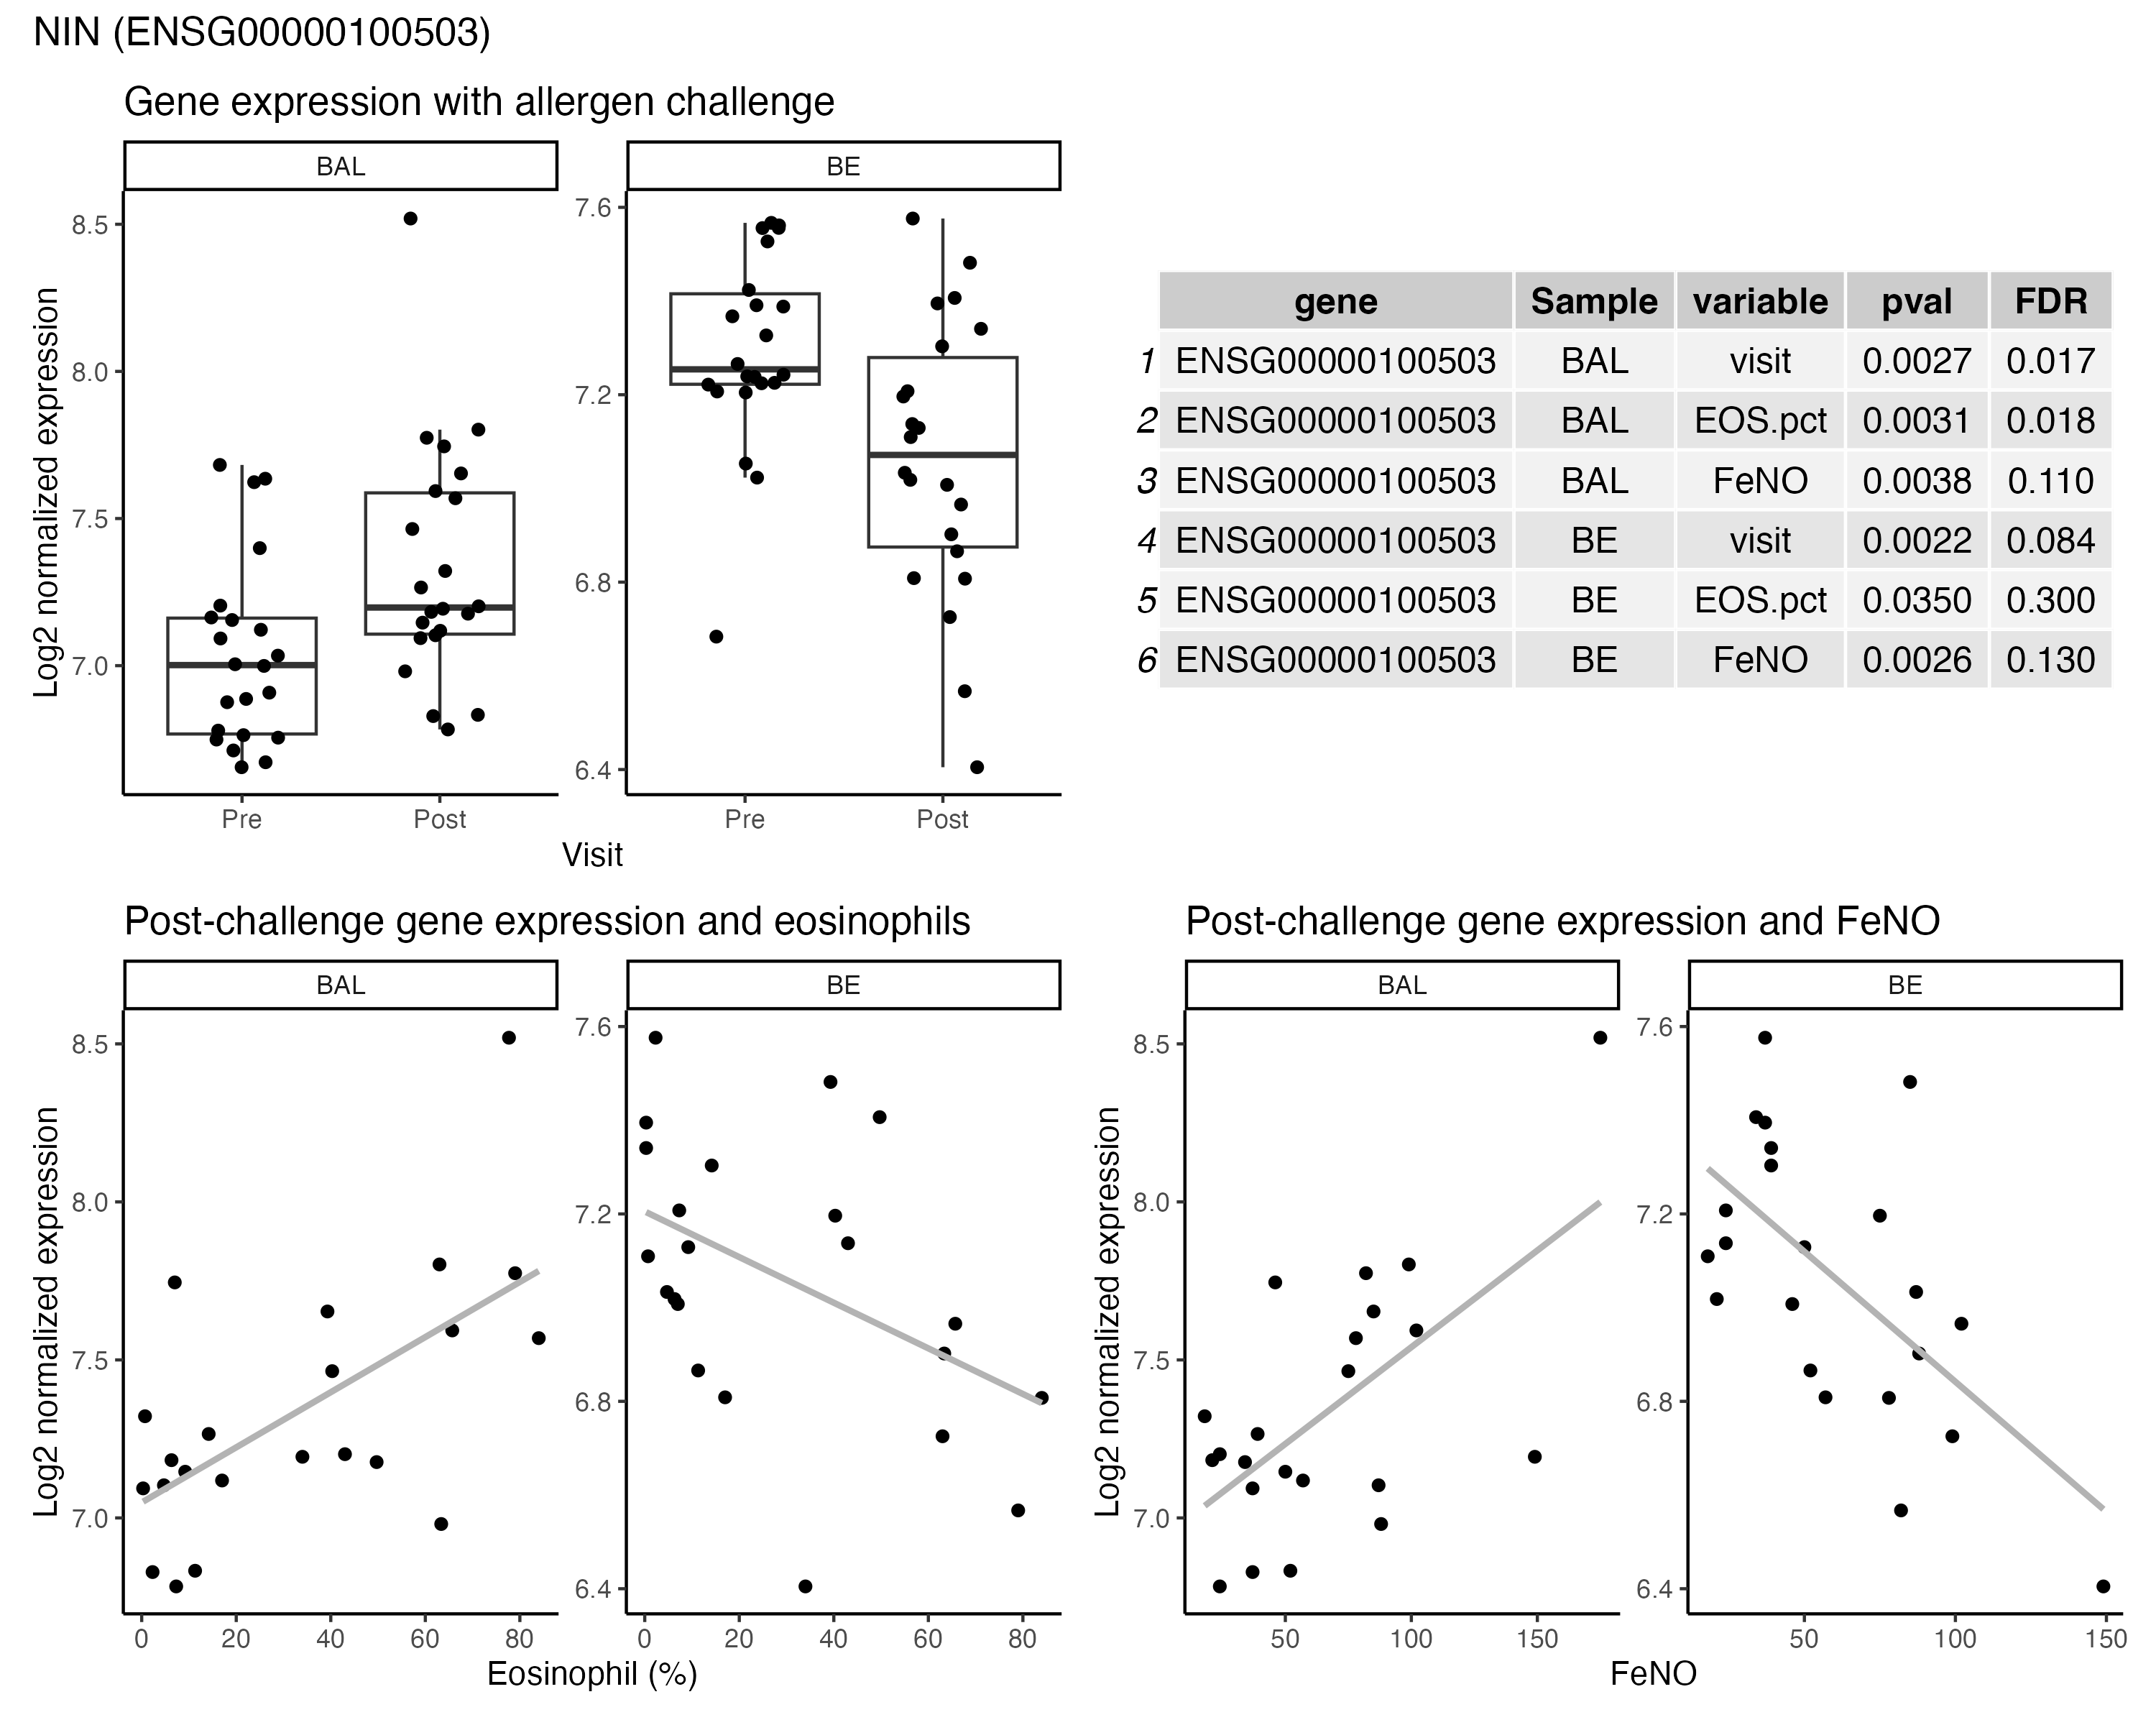 NIN (ENSG00000100503)
Gene expression with allergen challenge
BAL BE
Log2 normalized expression
8.5
8.0
7.5
7.0
7.6
7.2
6.8
6.4
Pre Post Pre Post
Visit
gene Sample variable pval FDR
1 ENSG00000100503 BAL visit 0.0027 0.017
2 ENSG00000100503 BAL EOS.pct 0.0031 0.018
3 ENSG00000100503 BAL FeNO 0.0038 0.110
4 ENSG00000100503 BE visit 0.0022 0.084
5 ENSG00000100503 BE EOS.pct 0.0350 0.300
6 ENSG00000100503 BE FeNO 0.0026 0.130
Post-challenge gene expression and eosinophils
BAL BE
Log2 normalized expression
8.5
8.0
7.5
7.0
7.6
7.2
6.8
6.4
0 20 40 60 80 0 20 40 60 80
Eosinophil (%)
Post-challenge gene expression and FeNO
BAL BE
Log2 normalized expression
8.5
8.0
7.5
7.0
7.6
7.2
6.8
6.4
50 100 150 50 100 150
FeNO